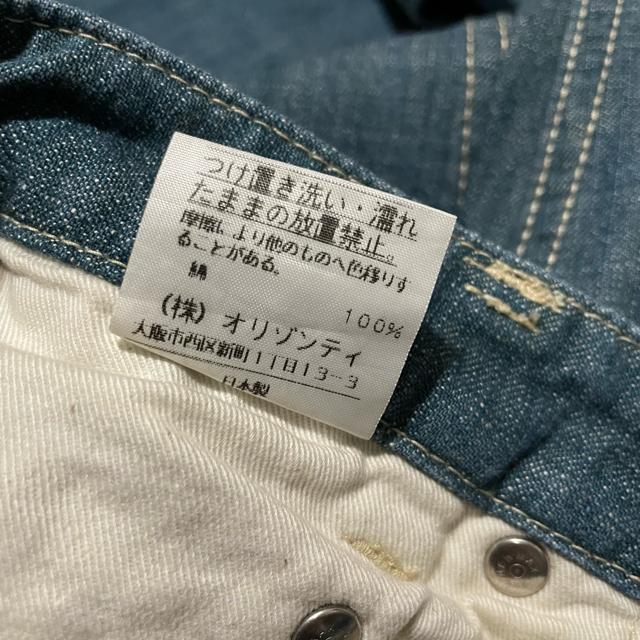 つけ置き洗い・濡れ
たままの放置禁止。
摩擦により他のものへ色移りす
ることがある。
綿 100%
(株) オリゾンティ
大阪市西区新町1丁目13-3
日本製